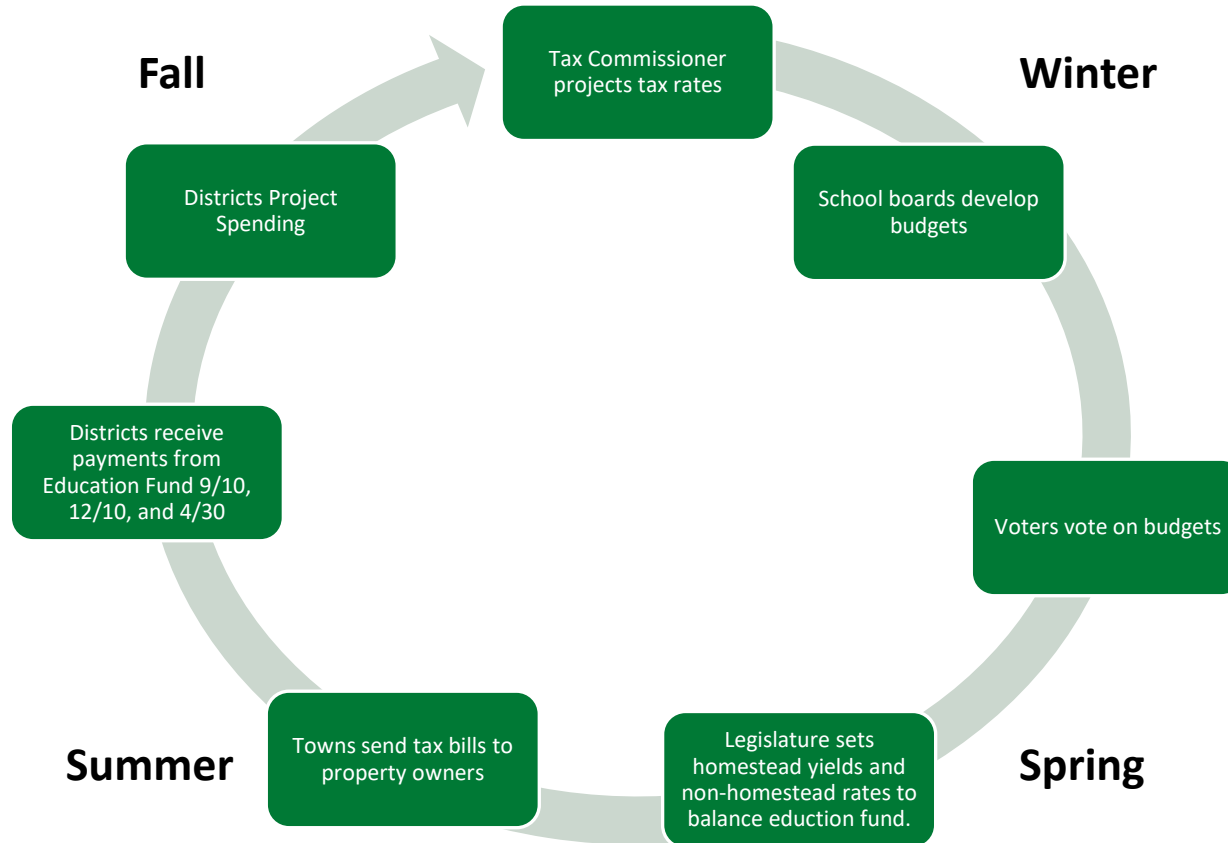 Fall
Winter
Tax Commissioner
projects tax rates
School boards develop
budgets
Voters vote on budgets
Spring
Legislature sets
homestead yields and
non-homestead rates to
balance eduction fund.
Summer
Towns send tax bills to
property owners
Districts receive
payments from
Education Fund 9/10,
12/10, and 4/30
Districts Project
Spending